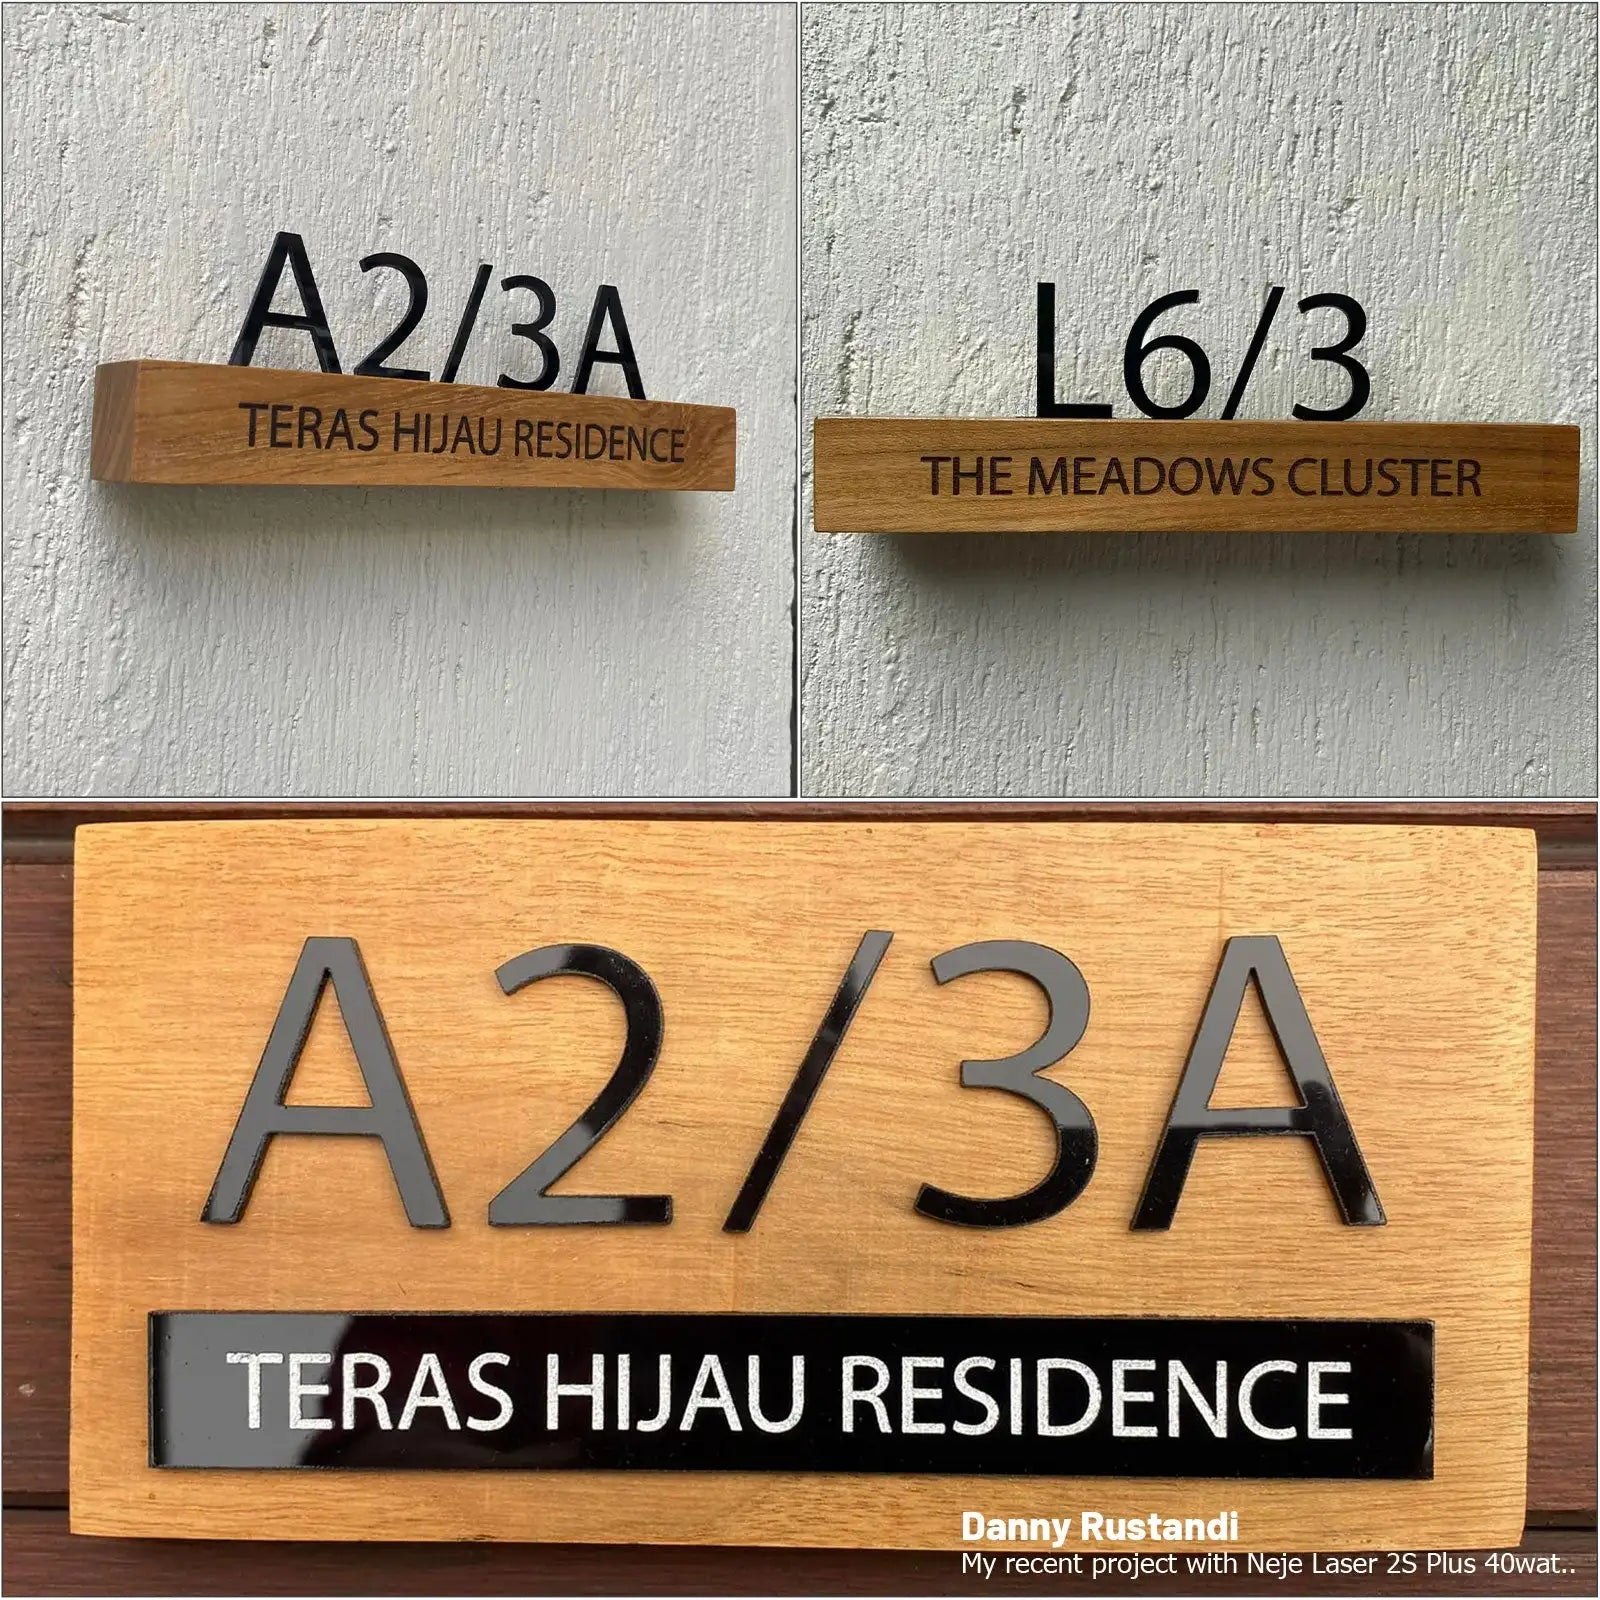 A2/3A
TERAS HIJAU RESIDENCE
L6/3
THE MEADOWS CLUSTER
A2/3A
TERAS HIJAU RESIDENCE
Danny Rustandi
My recent project with Neje Laser 2S Plus 40wat..